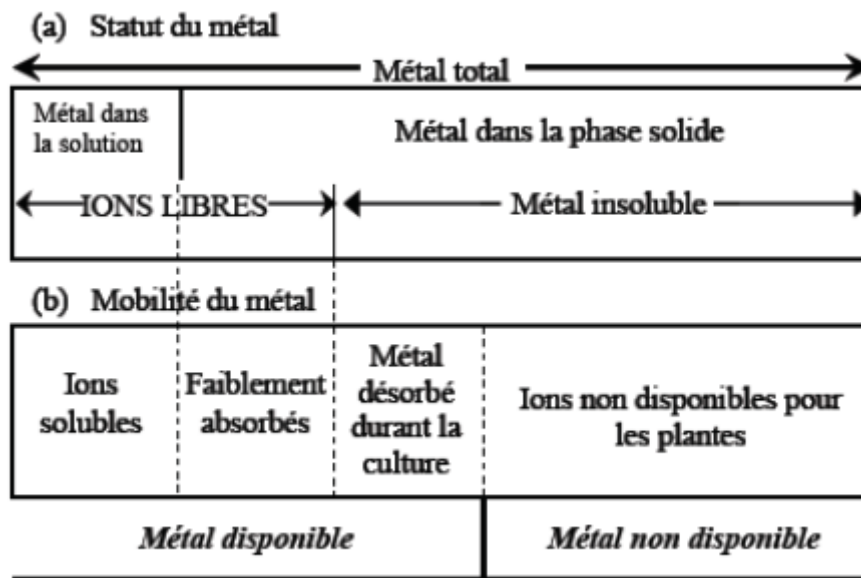 (a) Statut du métal
Métal total
Métal dans
la solution
Métal dans la phase solide
IONS LIBRES
Métal insoluble
(b) Mobilité du métal
Ions
solubles
Faiblement
absorbés
Métal
désorbé
durant la
culture
Ions non disponibles pour
les plantes
Métal disponible
Métal non disponible